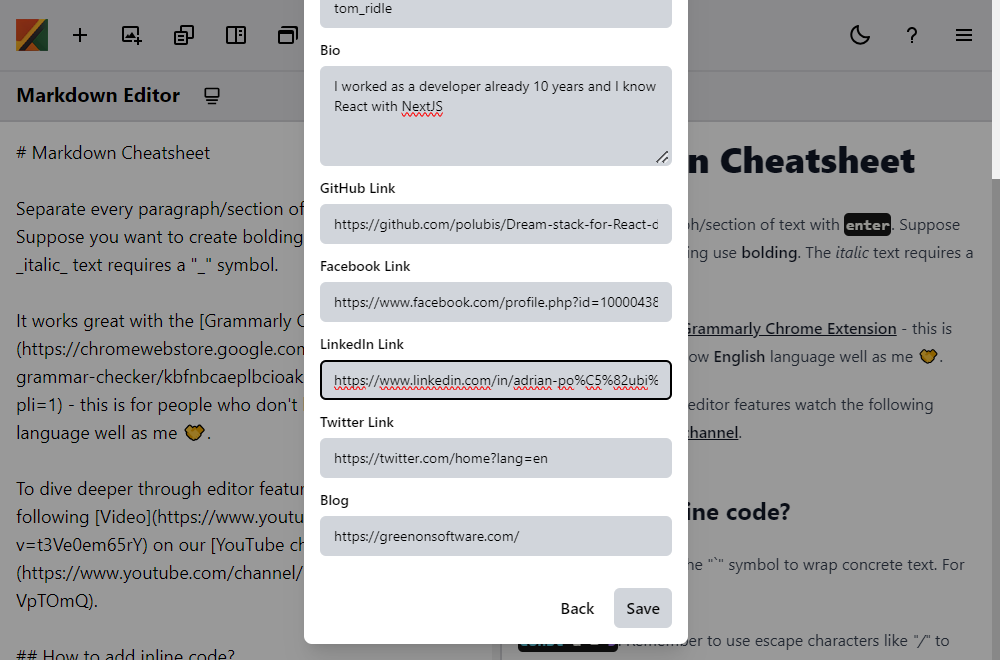 tom_ridle
Markdown Editor
# Markdown Cheatsheet
Separate every paragraph/section of
Suppose you want to create bolding
_italic_ text requires a "_" symbol.
It works great with the [Grammarly C
(https://chromewebstore.google.com
grammar-checker/kbfnbcaeplbcioak
pli=1) - this is for people who don't
language well as me
To dive deeper through editor featur
following [Video](https://www.youtu
v=t3Ve0em65rY) on our [YouTube ch
(https://www.youtube.com/channel/
VpTOmQ).
## How to add inline code?
Bio
I worked as a developer already 10 years and I know
React with NextJS
GitHub Link
https://github.com/polubis/Dream-stack-for-React-d
Facebook Link
https://www.facebook.com/profile.php?id=10000438
LinkedIn Link
https://www.linkedin.com/in/adrian-po%C5%82ubi%
Twitter Link
https://twitter.com/home?lang=en
Blog
https://greenonsoftware.com/
Back Save
n Cheatsheet
ph/section of text with enter. Suppose
ing use bolding. The italic text requires a
Grammarly Chrome Extension - this is
ow English language well as me .
editor features watch the following
hannel.
ine code?
he "`" symbol to wrap concrete text. For
. Remember to use escape characters like "/" to